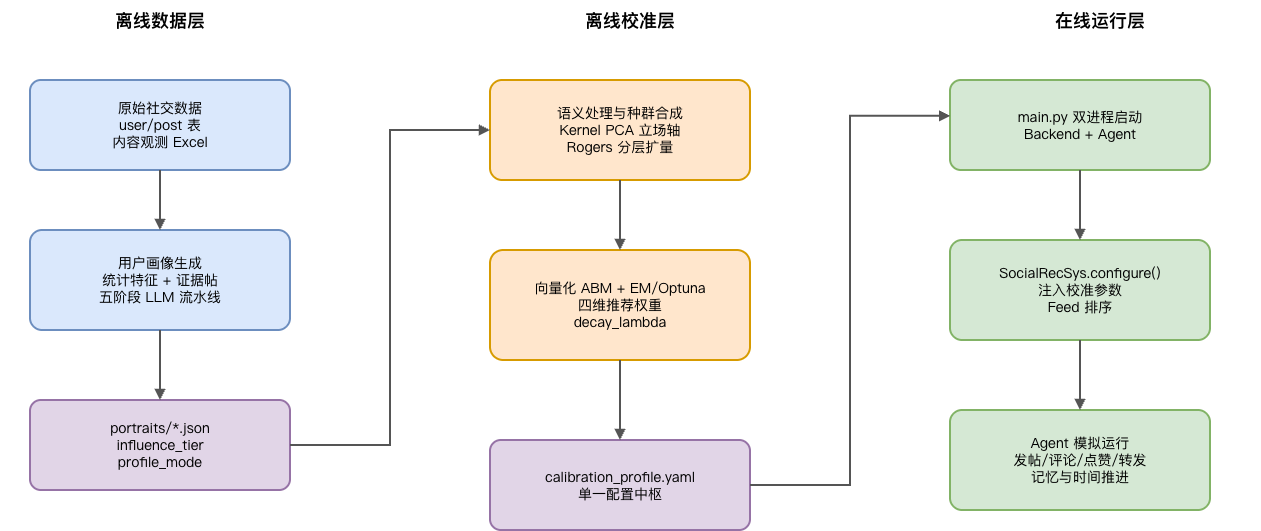 离线数据层
原始社交数据
user/post 表
内容观测 Excel
用户画像生成
统计特征 + 证据帖
五阶段 LLM 流水线
portraits/*.json
influence_tier
profile_mode
离线校准层
语义处理与种群合成
Kernel PCA 立场轴
Rogers 分层扩量
向量化 ABM + EM/Optuna
四维推荐权重
decay_lambda
calibration_profile.yaml
单一配置中枢
在线运行层
main.py 双进程启动
Backend + Agent
SocialRecSys.configure()
注入校准参数
Feed 排序
Agent 模拟运行
发帖/评论/点赞/转发
记忆与时间推进